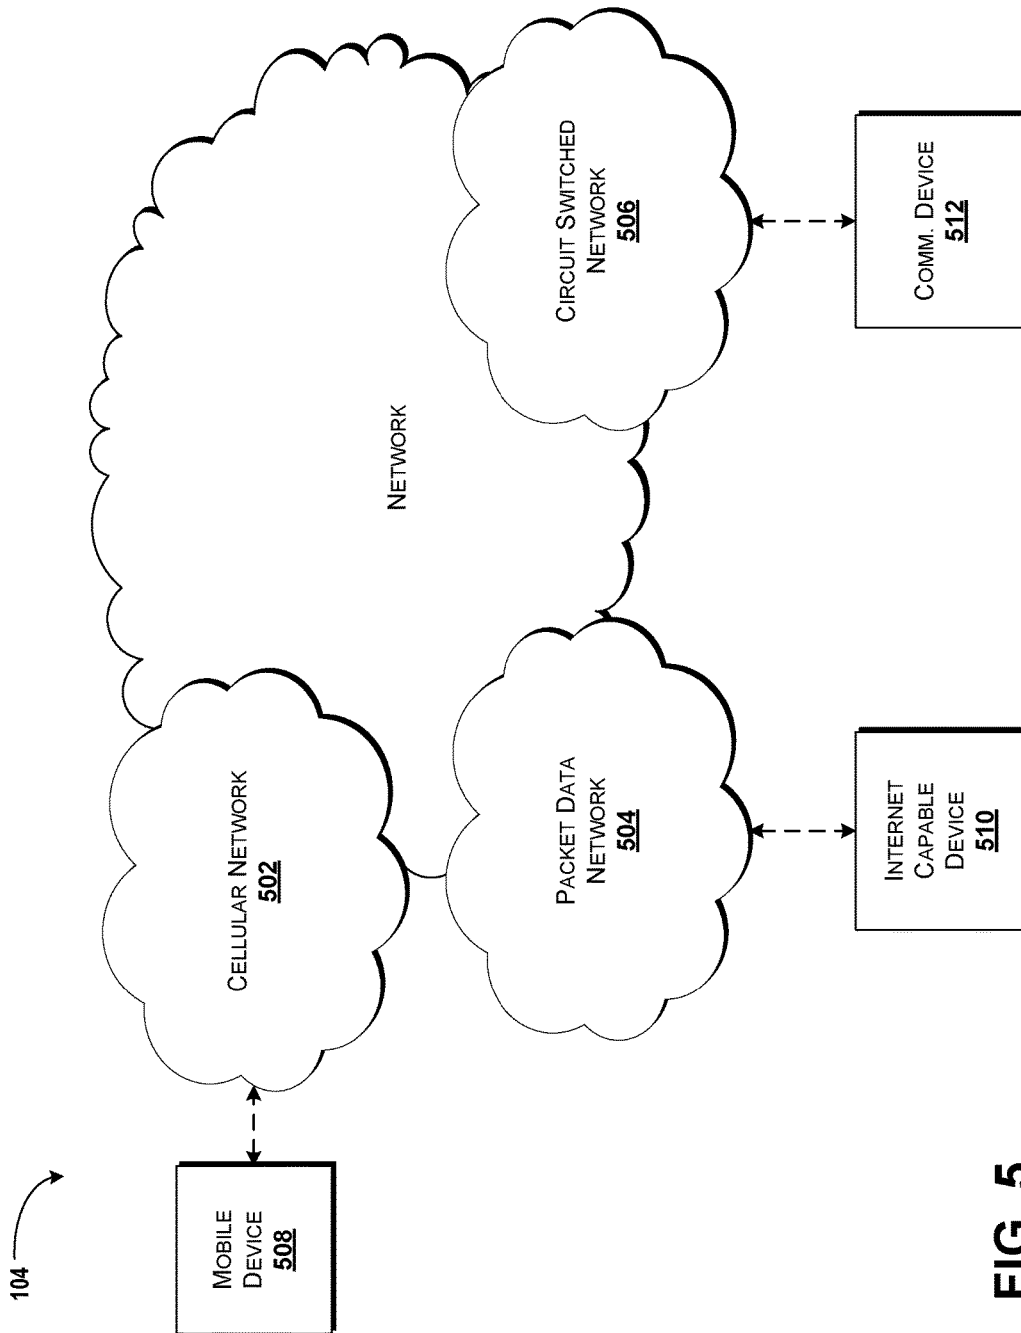 104
MOBILE
DEVICE
508
CELLULAR NETWORK
502
NETWORK
PACKET DATA
NETWORK
504
CIRCUIT SWITCHED
NETWORK
506
INTERNET
CAPABLE
DEVICE
510
COMM. DEVICE
512
FIG. 5